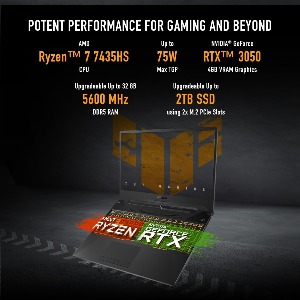 POTENT PERFORMANCE FOR GAMING AND BEYOND
AMD
Ryzen™ 7 7435HS
CPU
Up to
75W
Max TGP
NVIDIA® GeForce
RTX™ 3050
4GB VRAM Graphics
Upgradeable Up to 32 GB
5600 MHz
DDR5 RAM
Upgradeable Up to
2TB SSD
using 2x M.2 PCIe Slots
AMD
RYZEN
GEFORCE
RTX